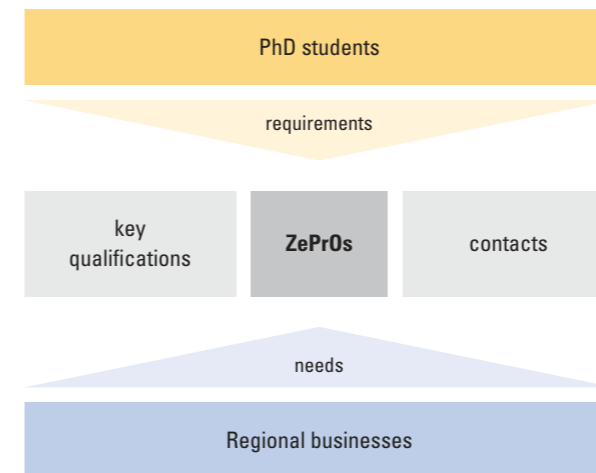 PhD students
requirements
key
qualifications
ZePrOs
contacts
needs
Regional businesses